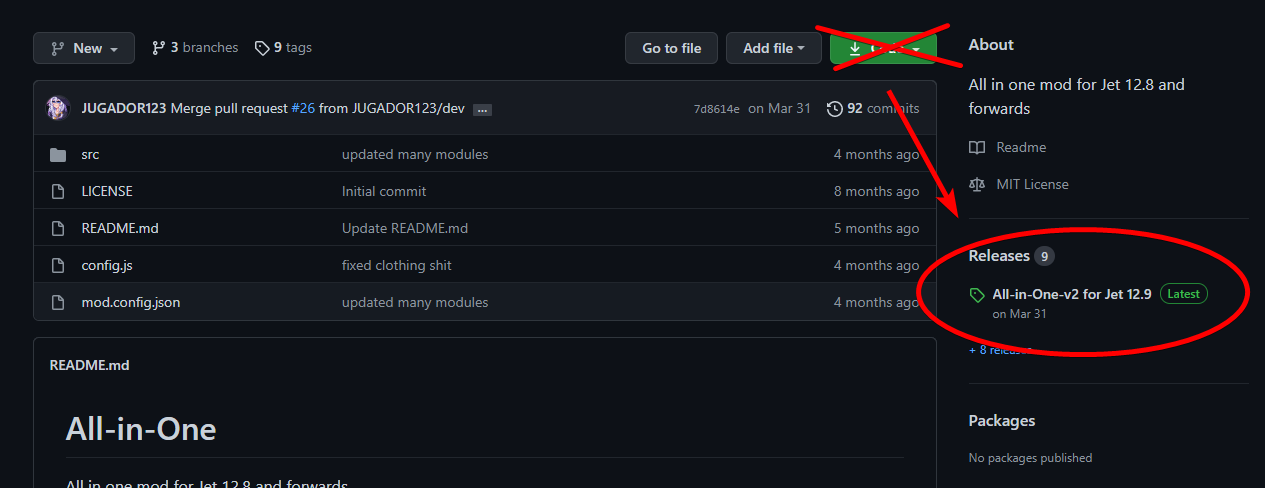 New
3 branches
9 tags
Go to file
Add file
About
All in one mod for Jet 12.8 and
forwards
JUGADOR123 Merge pull request #26 from JUGADOR123/dev ...
7d8614e on Mar 31
92 commits
Readme
src updated many modules 4 months ago
MIT License
LICENSE Initial commit 8 months ago
README.md Update README.md 5 months ago
Releases 9
config.js fixed clothing shit 4 months ago
All-in-One-v2 for Jet 12.9 Latest
on Mar 31
mod.config.json updated many modules 4 months ago
+ 8 releases
README.md
All-in-One
Packages
No packages published
All in one mod for Jet 12.8 and forwards